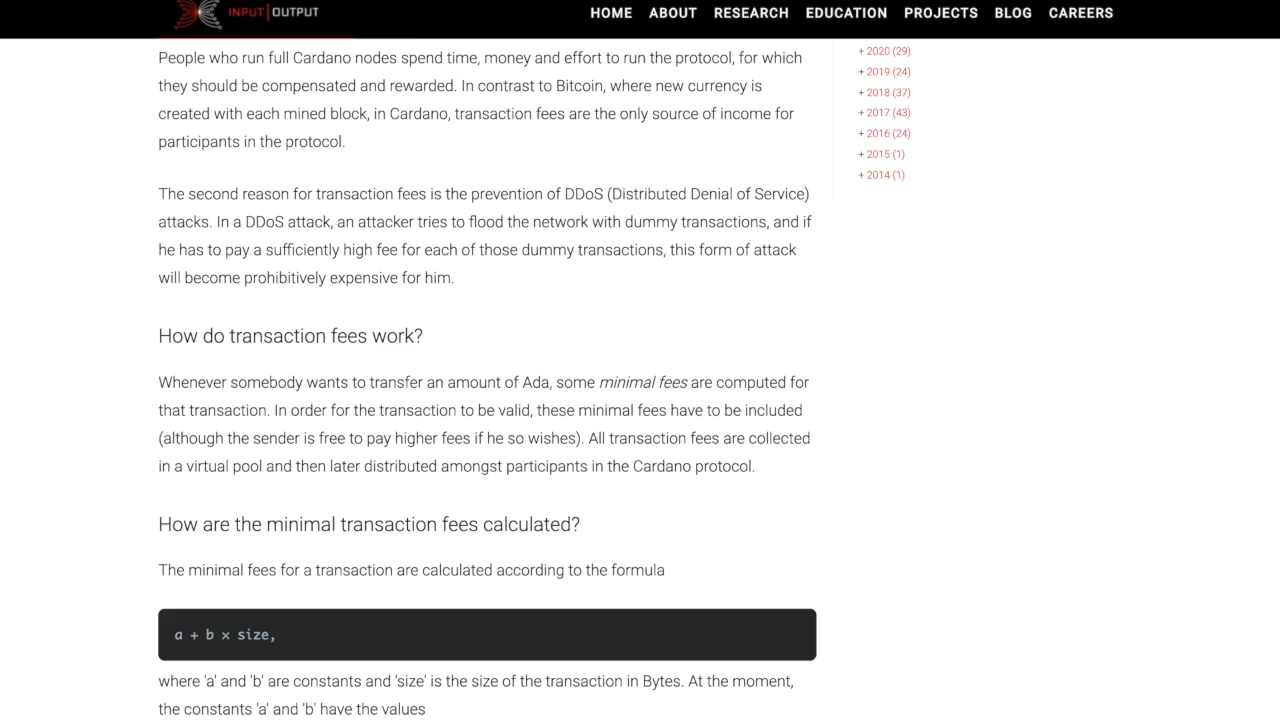 INPUT|OUTPUT
HOME ABOUT RESEARCH EDUCATION PROJECTS BLOG CAREERS
People who run full Cardano nodes spend time, money and effort to run the protocol, for which
they should be compensated and rewarded. In contrast to Bitcoin, where new currency is
created with each mined block, in Cardano, transaction fees are the only source of income for
participants in the protocol.
The second reason for transaction fees is the prevention of DDoS (Distributed Denial of Service)
attacks. In a DDoS attack, an attacker tries to flood the network with dummy transactions, and if
he has to pay a sufficiently high fee for each of those dummy transactions, this form of attack
will become prohibitively expensive for him.
How do transaction fees work?
Whenever somebody wants to transfer an amount of Ada, some minimal fees are computed for
that transaction. In order for the transaction to be valid, these minimal fees have to be included
(although the sender is free to pay higher fees if he so wishes). All transaction fees are collected
in a virtual pool and then later distributed amongst participants in the Cardano protocol.
How are the minimal transaction fees calculated?
The minimal fees for a transaction are calculated according to the formula
a + b × size,
where 'a' and 'b' are constants and 'size' is the size of the transaction in Bytes. At the moment,
the constants 'a' and 'b' have the values
+ 2020 (29)
+ 2019 (24)
+ 2018 (37)
+ 2017 (43)
+ 2016 (24)
+ 2015 (1)
+ 2014 (1)